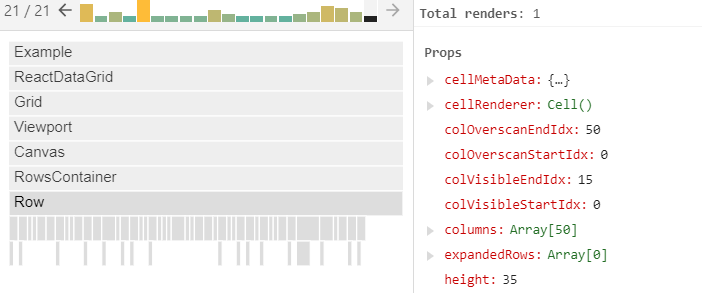 21 / 21
Example
ReactDataGrid
Grid
Viewport
Canvas
RowsContainer
Row
Total renders: 1
Props
cellMetaData: {…}
cellRenderer: Cell()
colOverscanEndIdx: 50
colOverscanStartIdx: 0
colVisibleEndIdx: 15
colVisibleStartIdx: 0
columns: Array[50]
expandedRows: Array[0]
height: 35